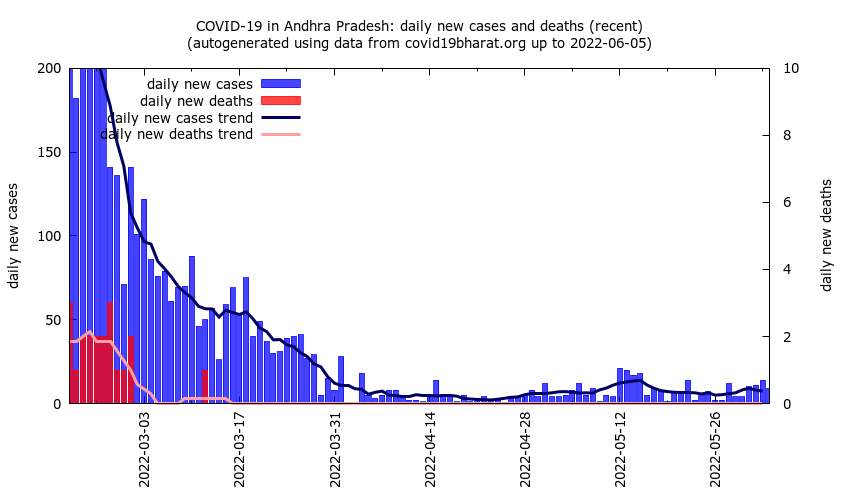 COVID-19 in Andhra Pradesh: daily new cases and deaths (recent)
(autogenerated using data from covid19bharat.org up to 2022-06-05)
daily new cases
daily new deaths
daily new cases trend
daily new deaths trend
200
150
100
50
0
daily new cases
10
8
6
4
2
0
daily new deaths
2022-03-03
2022-03-17
2022-03-31
2022-04-14
2022-04-28
2022-05-12
2022-05-26